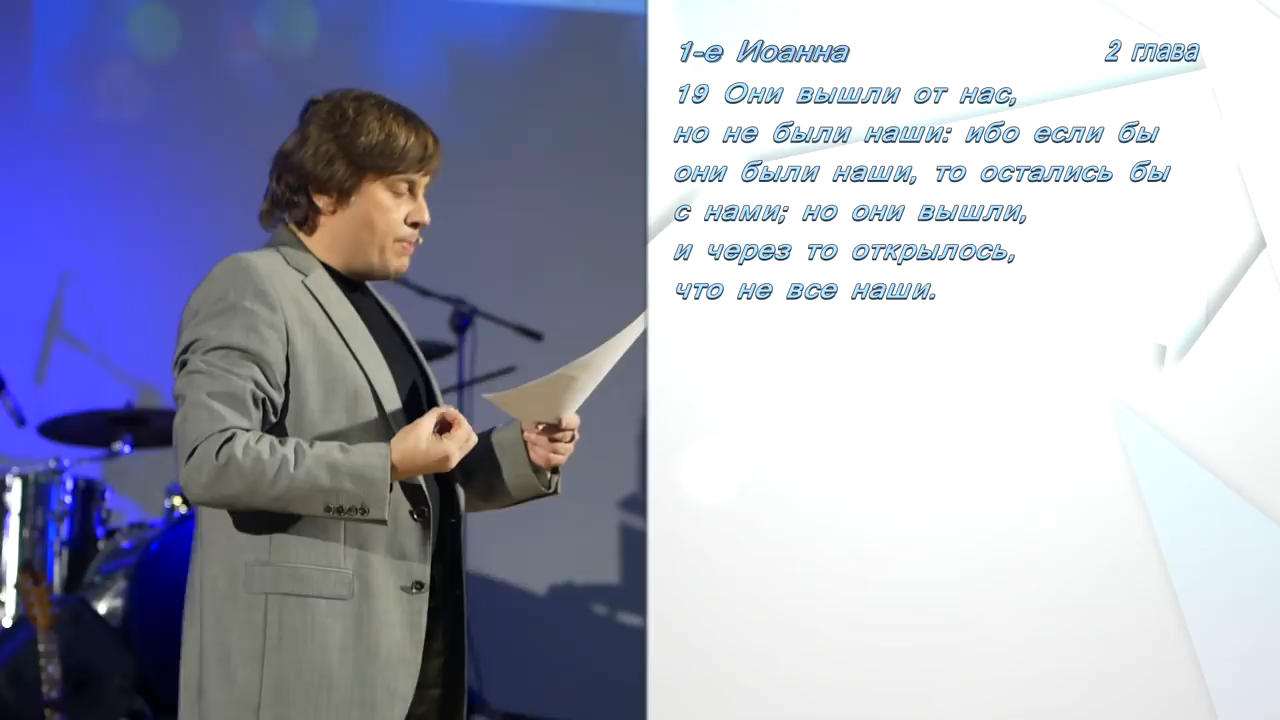 1-е Иоанна 2 глава
19 Они вышли от нас,
но не были наши: ибо если бы
они были наши, то остались бы
с нами; но они вышли,
и через то открылось,
что не все наши.